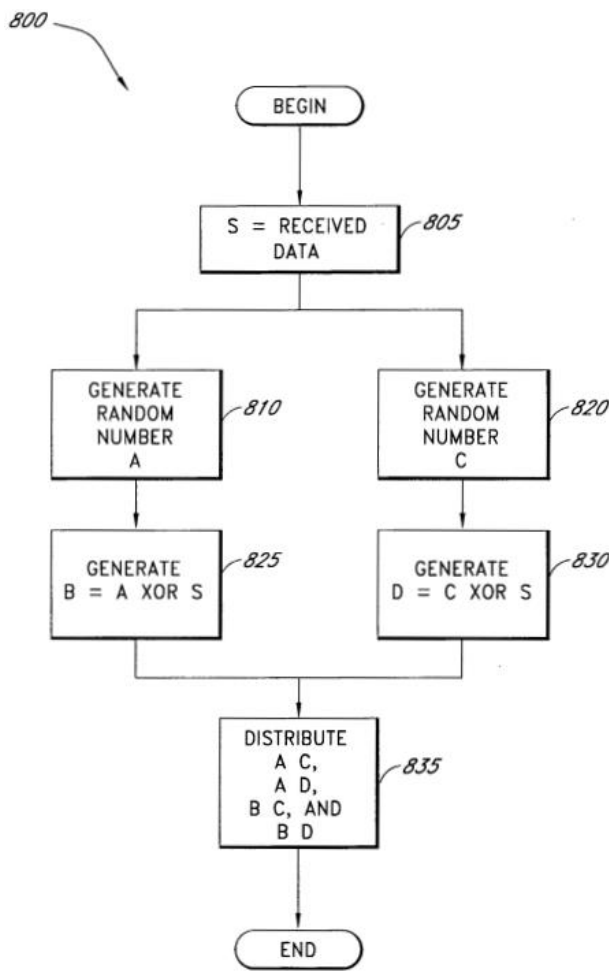 800
BEGIN
S = RECEIVED
DATA
805
GENERATE
RANDOM
NUMBER
A
810
GENERATE
RANDOM
NUMBER
C
820
GENERATE
B = A XOR S
825
GENERATE
D = C XOR S
830
DISTRIBUTE
A C,
A D,
B C, AND
B D
835
END